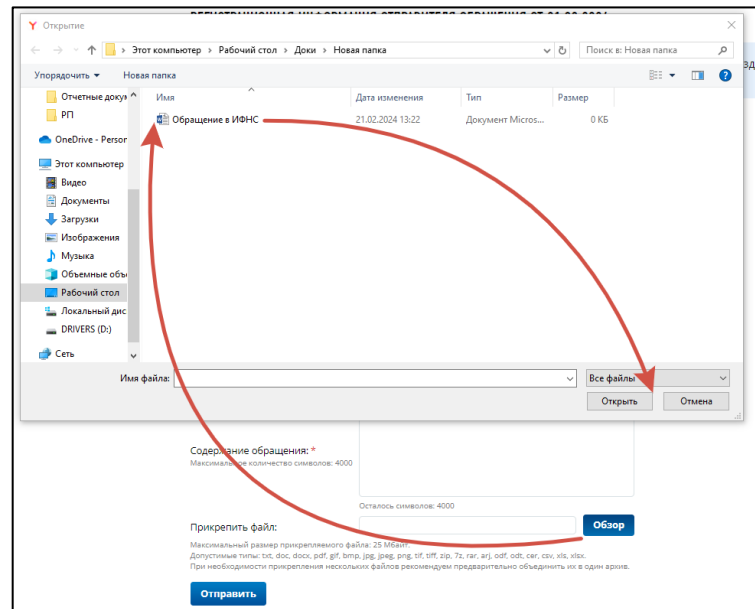 Открытие
Этот компьютер › Рабочий стол › Доки › Новая папка
Поиск в: Новая папка
Упорядочить
Новая папка
Имя
Дата изменения
Тип
Размер
Отчетные докум
РП
OneDrive - Person
Этот компьютер
Видео
Документы
Загрузки
Изображения
Музыка
Объемные объе
Рабочий стол
Локальный дис
DRIVERS (D:)
Сеть
Обращение в ИФНС
21.02.2024 13:22
Документ Micros...
0 КБ
Имя файла:
Все файлы
Открыть
Отмена
Содержание обращения: *
Максимальное количество символов: 4000
Осталось символов: 4000
Прикрепить файл:
Обзор
Максимальный размер прикрепляемого файла: 25 Мбайт.
Допустимые типы: txt, doc, docx, pdf, gif, bmp, jpg, jpeg, png, tif, tiff, zip, 7z, rar, arj, odf, odt, cer, csv, xls, xlsx.
При необходимости прикрепления нескольких файлов рекомендуем предварительно объединить их в один архив.
Отправить